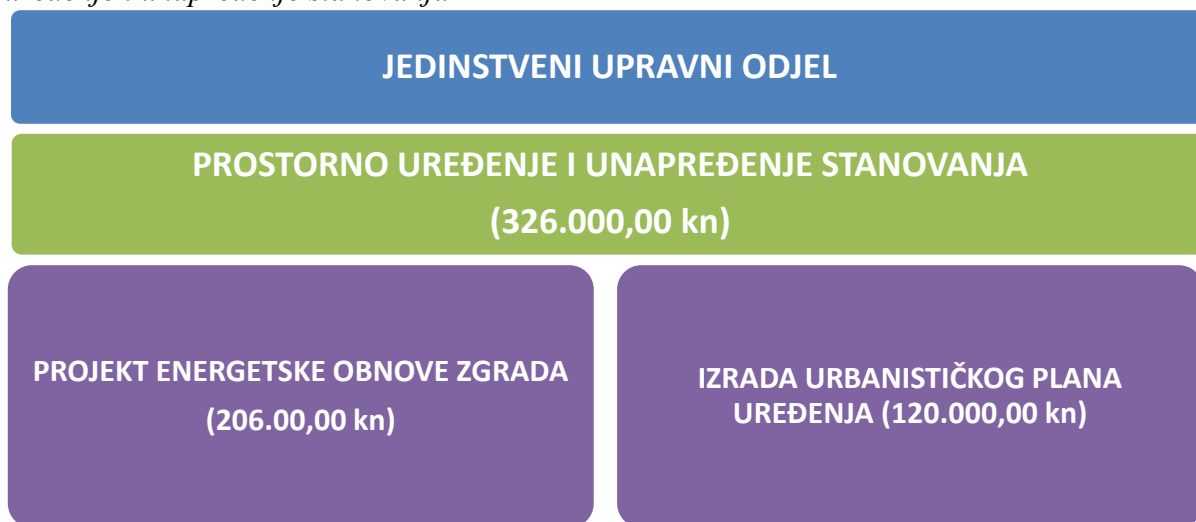 JEDINSTVENI UPRAVNI ODJEL
PROSTORNO UREĐENJE I UNAPREĐENJE STANOVANJA
(326.000,00 kn)
PROJEKT ENERGETSKE OBNOVE ZGRADA
(206.00,00 kn)
IZRADA URBANISTIČKOG PLANA
UREĐENJA (120.000,00 kn)